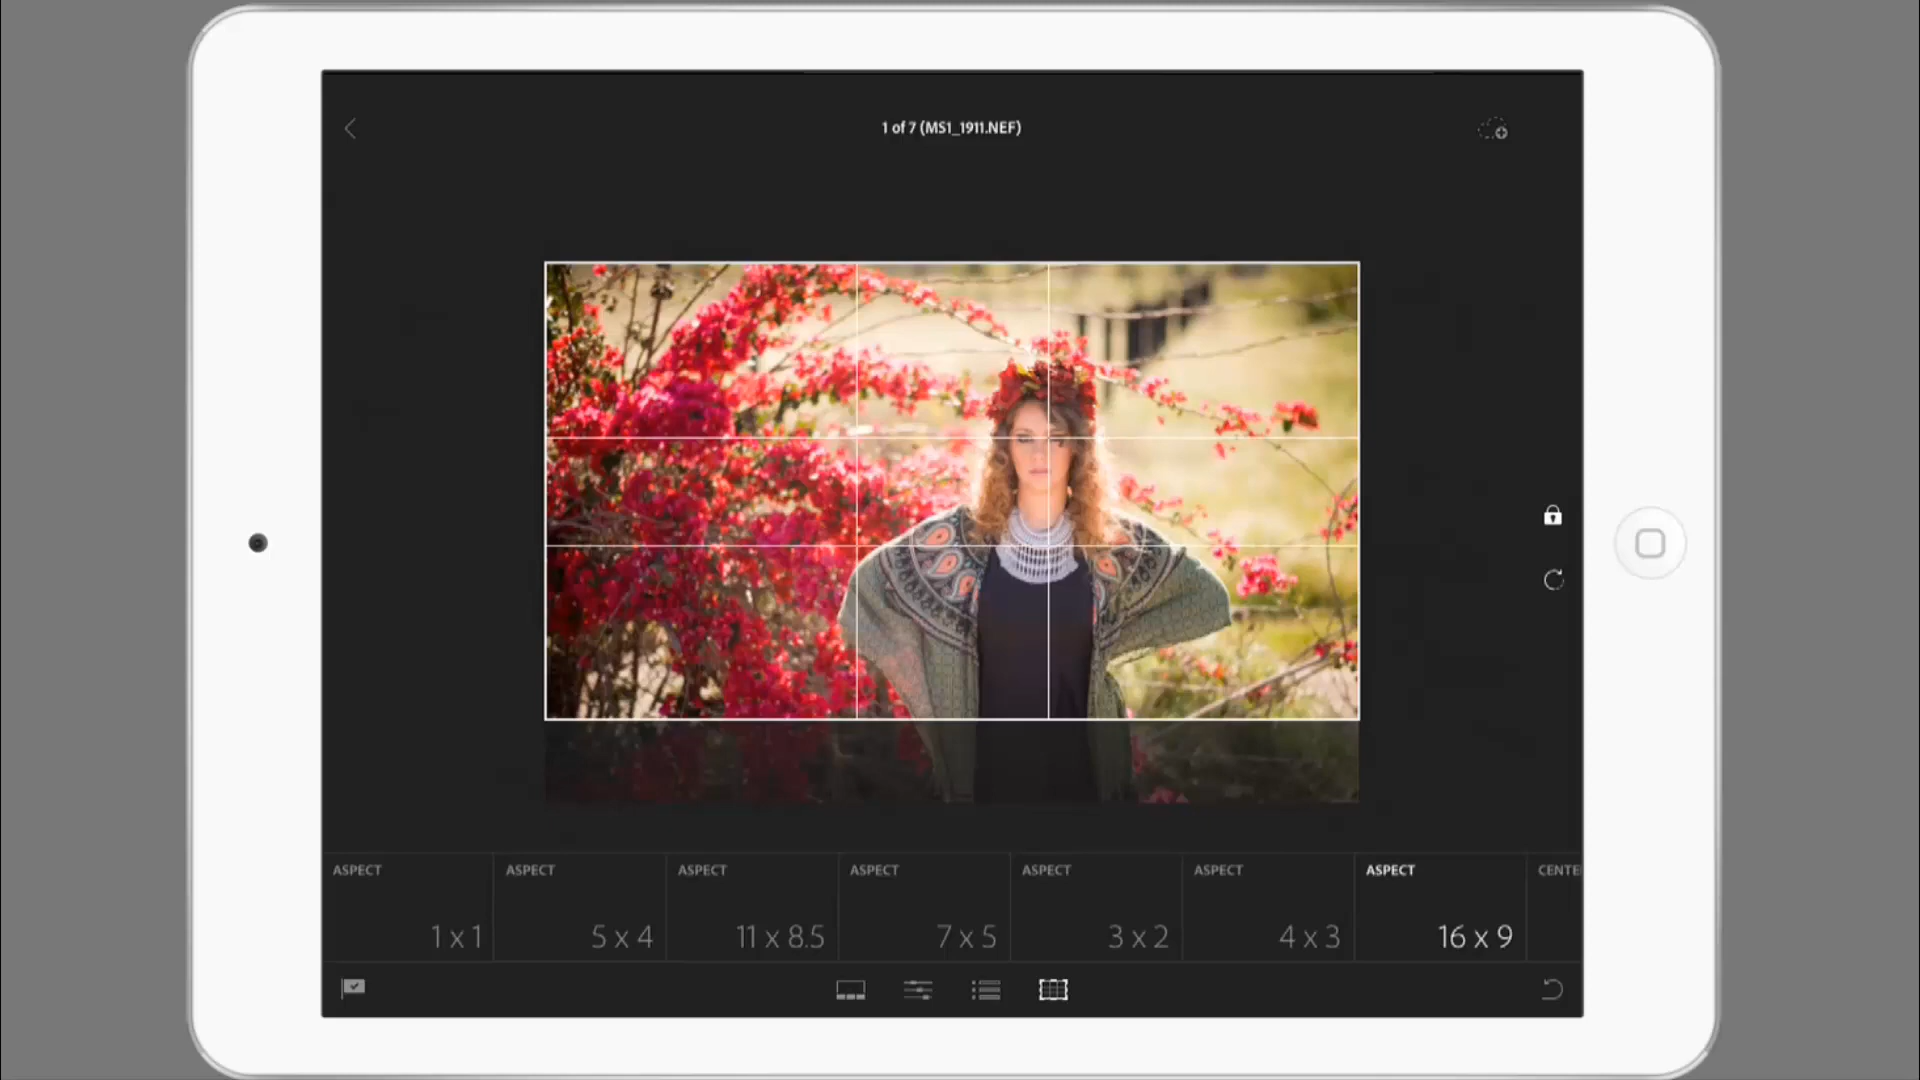 1 of 7 (MS1_1911.NEF)
ASPECT
1 x 1
ASPECT
5 x 4
ASPECT
11 x 8.5
ASPECT
7 x 5
ASPECT
3 x 2
ASPECT
4 x 3
ASPECT
16 x 9
CENTE